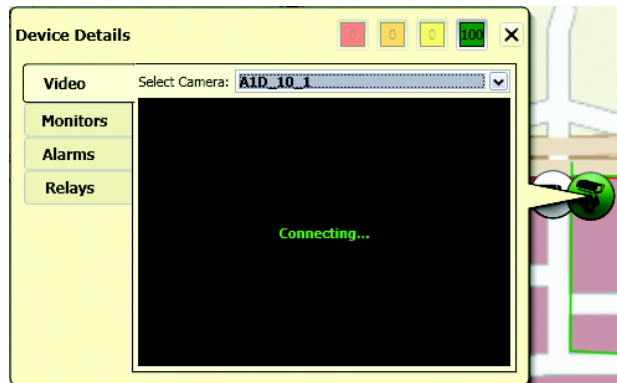 Device Details 0 0 0 100 X
Video
Select Camera: A1D_10_1
Monitors
Alarms
Relays
Connecting...